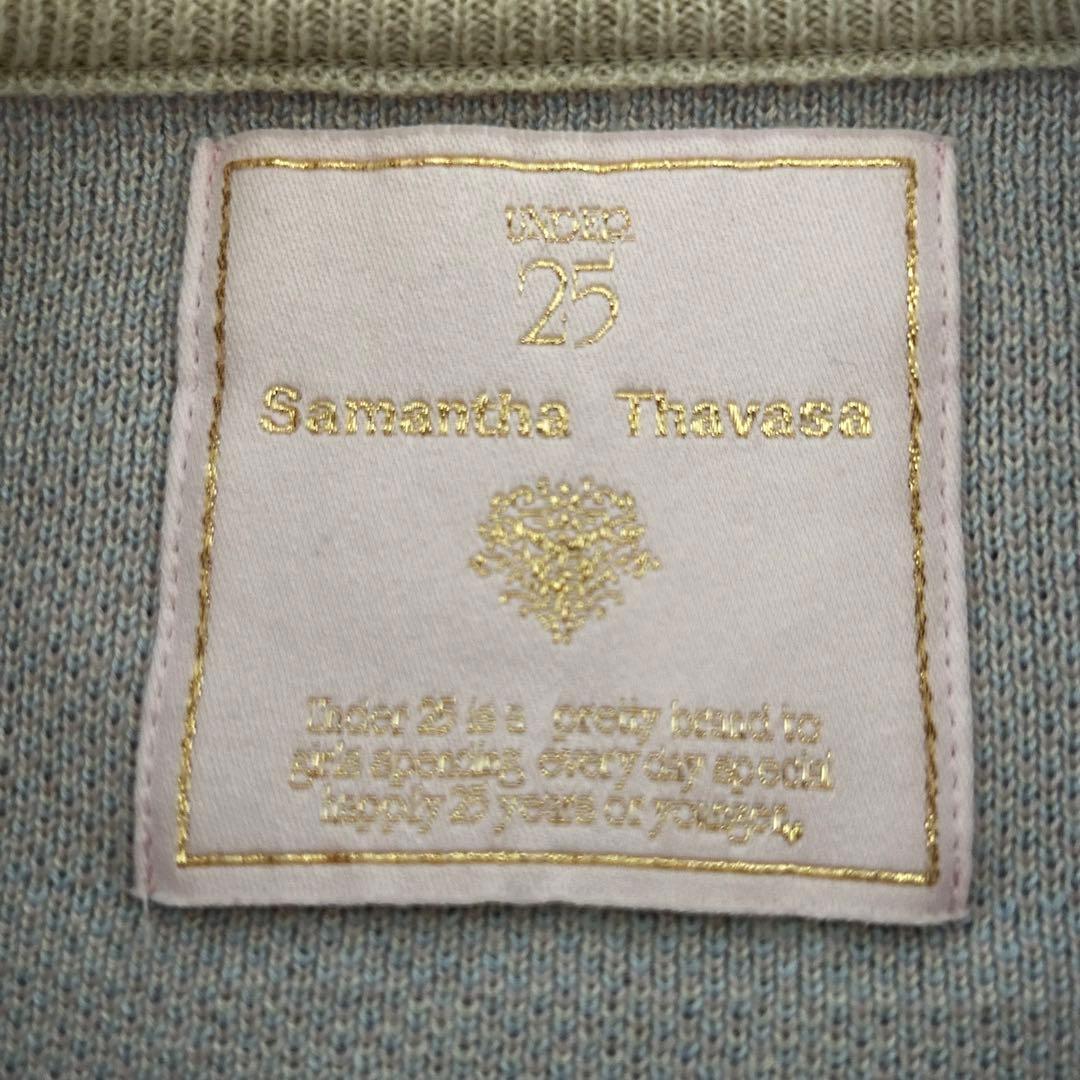 UNDER
25
Samantha Thavasa
Under 25 is a pretty brand to
girls spending every day special
happly 25 years or younger.